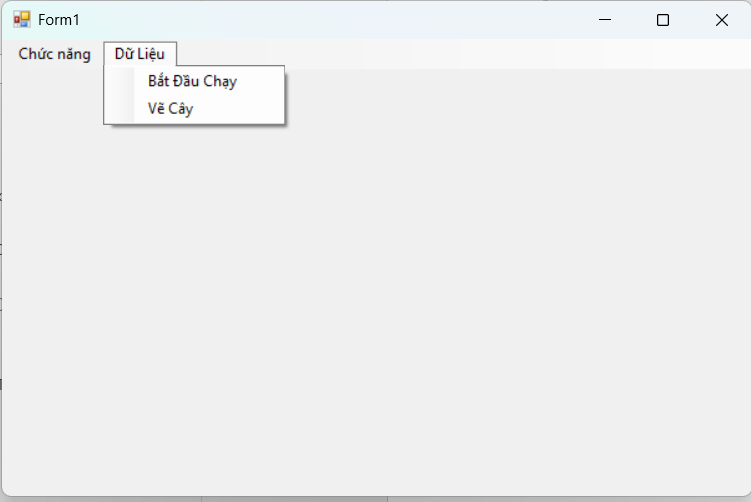 Form1
Chức năng Dữ Liệu
Bắt Đầu Chạy
Vẽ Cây